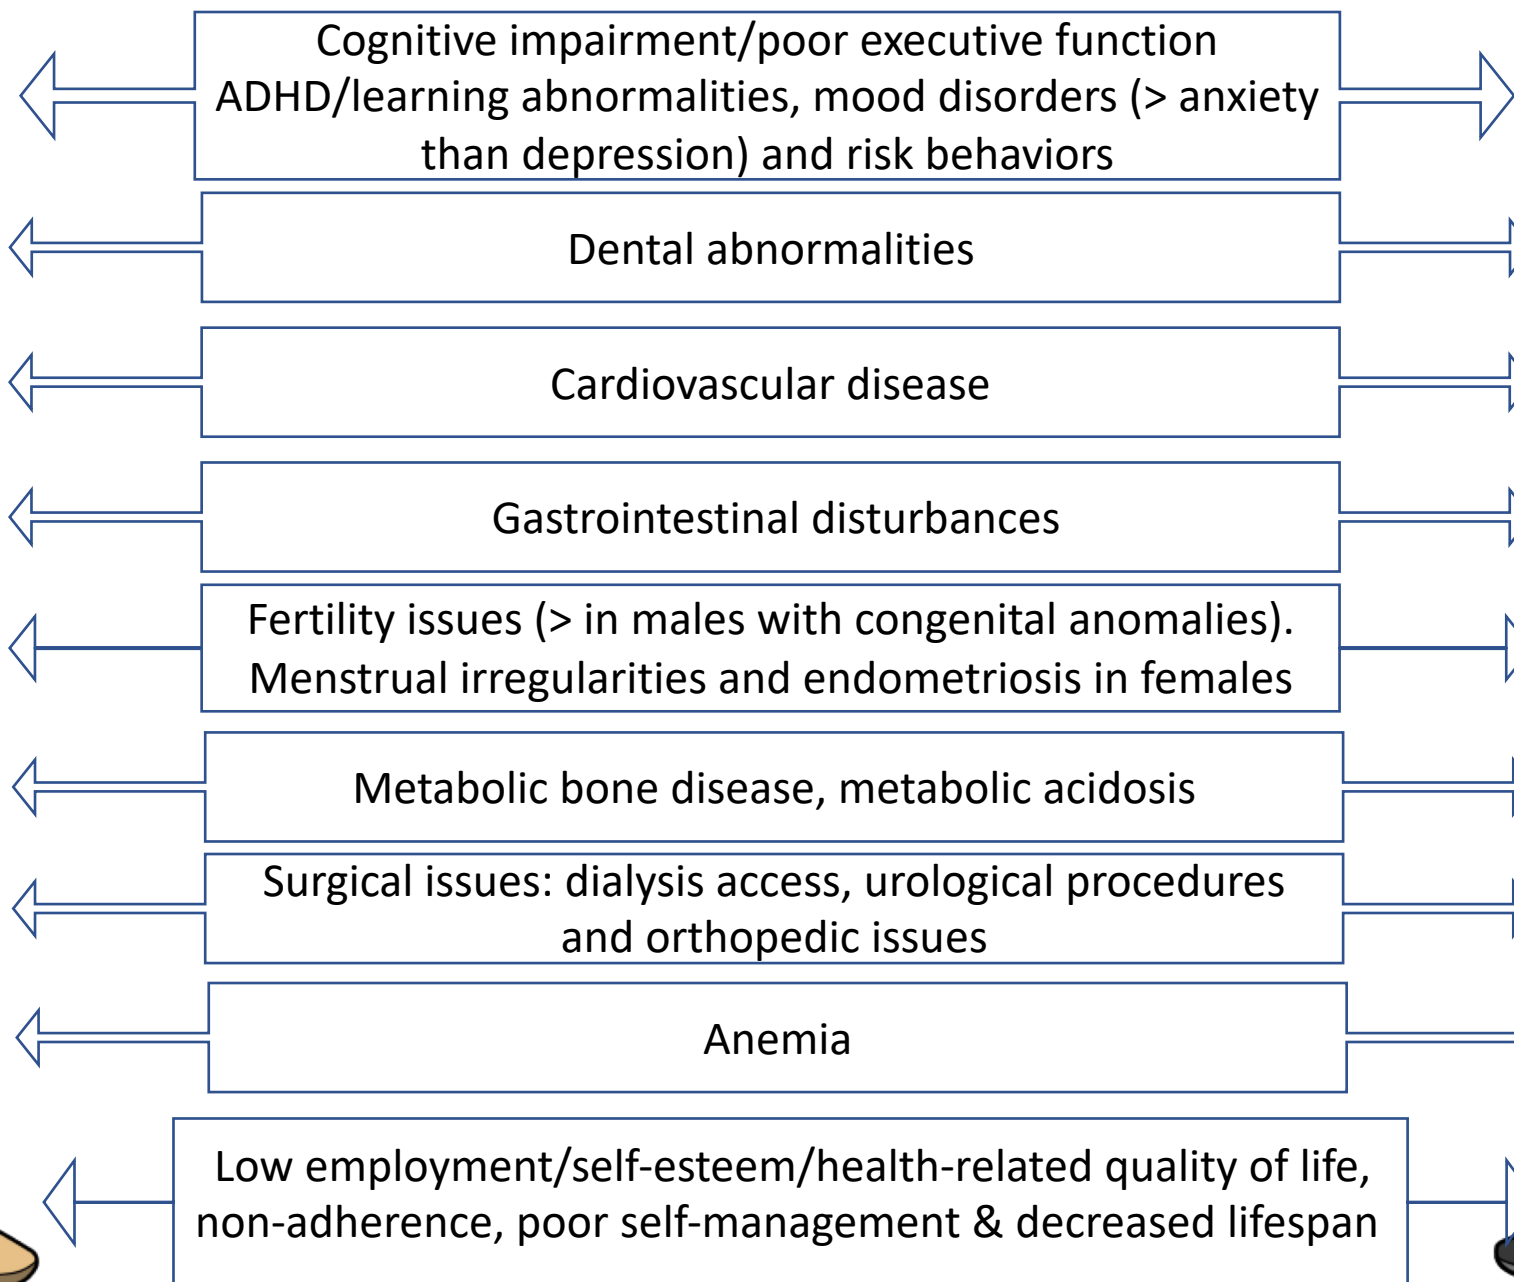 Cognitive impairment/poor executive function
ADHD/learning abnormalities, mood disorders (> anxiety
than depression) and risk behaviors
Dental abnormalities
Cardiovascular disease
Gastrointestinal disturbances
Fertility issues (> in males with congenital anomalies).
Menstrual irregularities and endometriosis in females
Metabolic bone disease, metabolic acidosis
Surgical issues: dialysis access, urological procedures
and orthopedic issues
Anemia
Low employment/self-esteem/health-related quality of life,
non-adherence, poor self-management & decreased lifespan